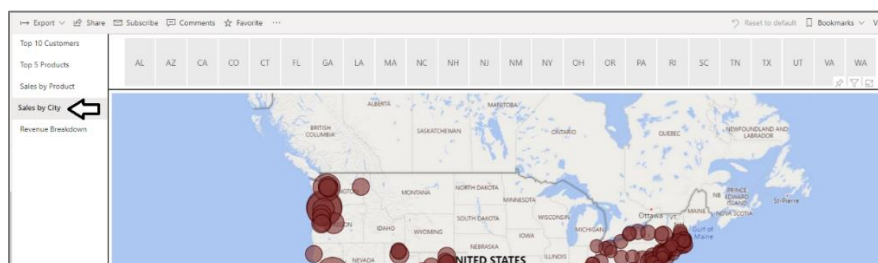 Export Share Subscribe Comments Favorite ··· Reset to default Bookmarks V
Top 10 Customers
Top 5 Products
Sales by Product
Sales by City
Revenue Breakdown
AL AZ CA CO CT FL GA LA MA NC NH NJ NM NY OH OR PA RI SC TN TX UT VA WA
ALBERTA MANITOBA
BRITISH COLUMBIA SASKATCHEWAN ONTARIO QUEBEC NEWFOUNDLAND AND LABRADOR
MONTANA NORTH DAKOTA MINNESOTA NB PRINCE EDWARD ISLAND St-Pierre
SOUTH DAKOTA WISCONSIN Ottawa VT MAINE NOVA SCOTIA
IDAHO WYOMING MICHIGAN Gulf of Maine
IOWA
NEBRASKA
NEVADA UNITED STATES ILLINOIS